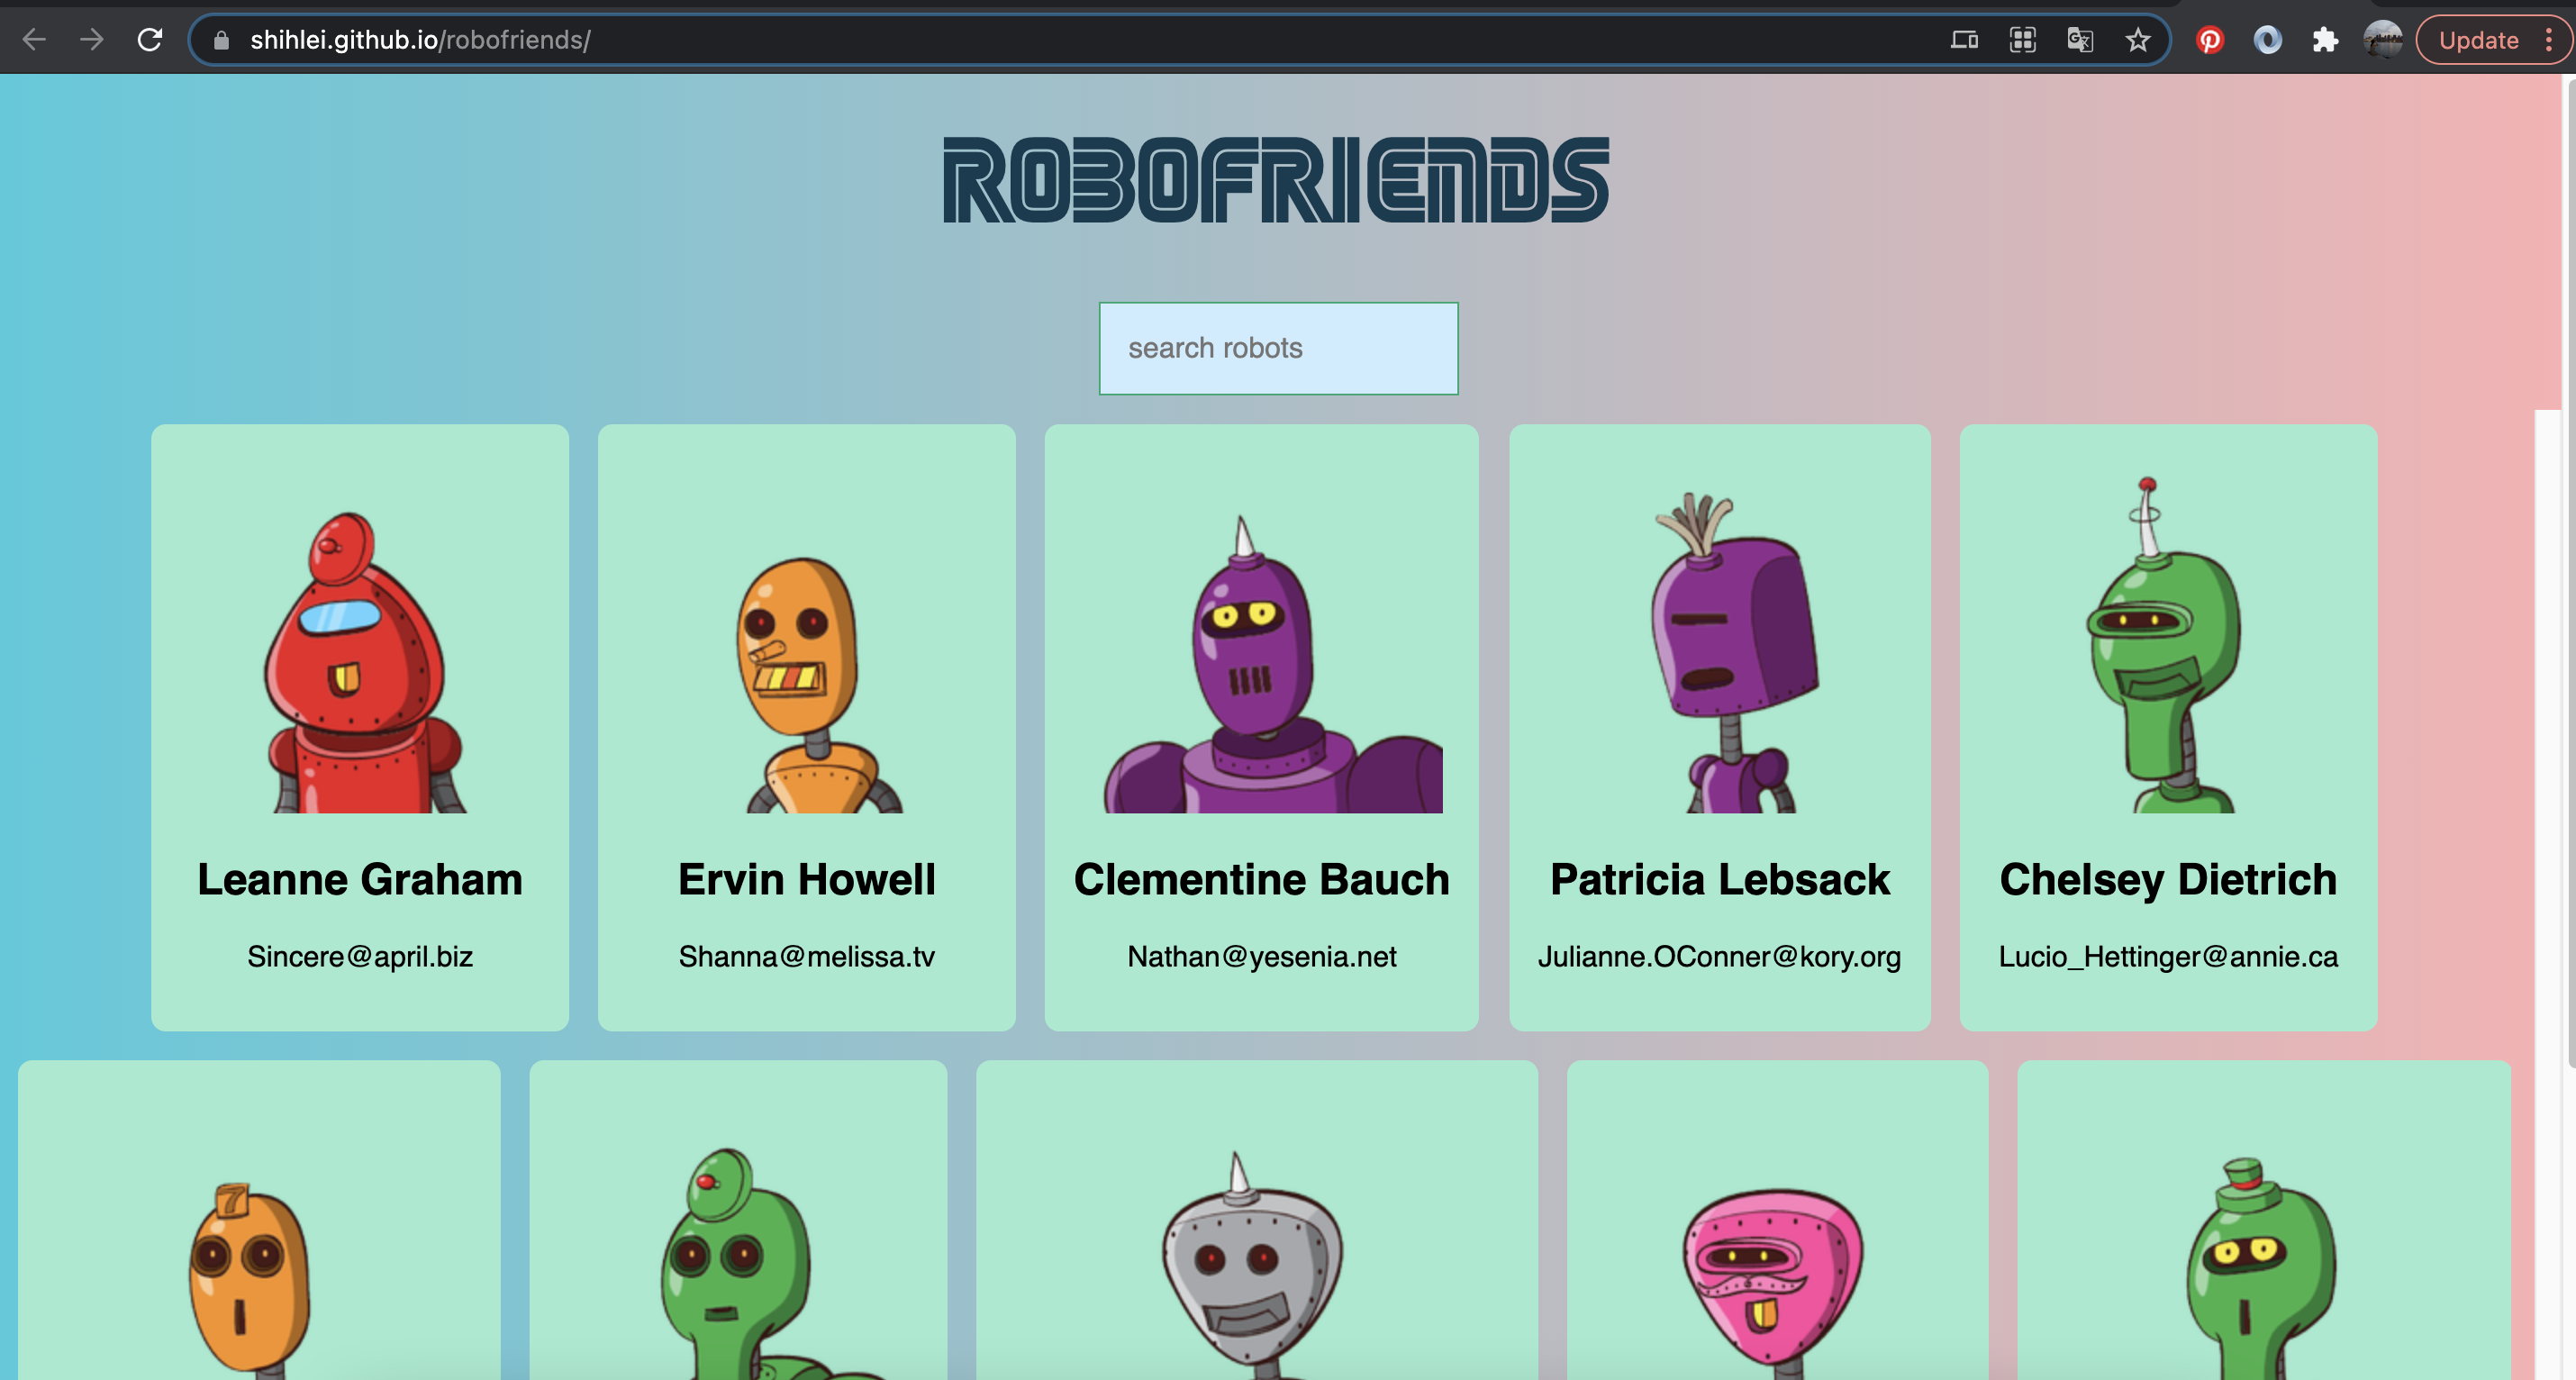 shihlei.github.io/robofriends/
Update
ROBOFRIENDS
search robots
Leanne Graham
Sincere@april.biz
Ervin Howell
Shanna@melissa.tv
Clementine Bauch
Nathan@yesenia.net
Patricia Lebsack
Julianne.OConner@kory.org
Chelsey Dietrich
Lucio_Hettinger@annie.ca
7